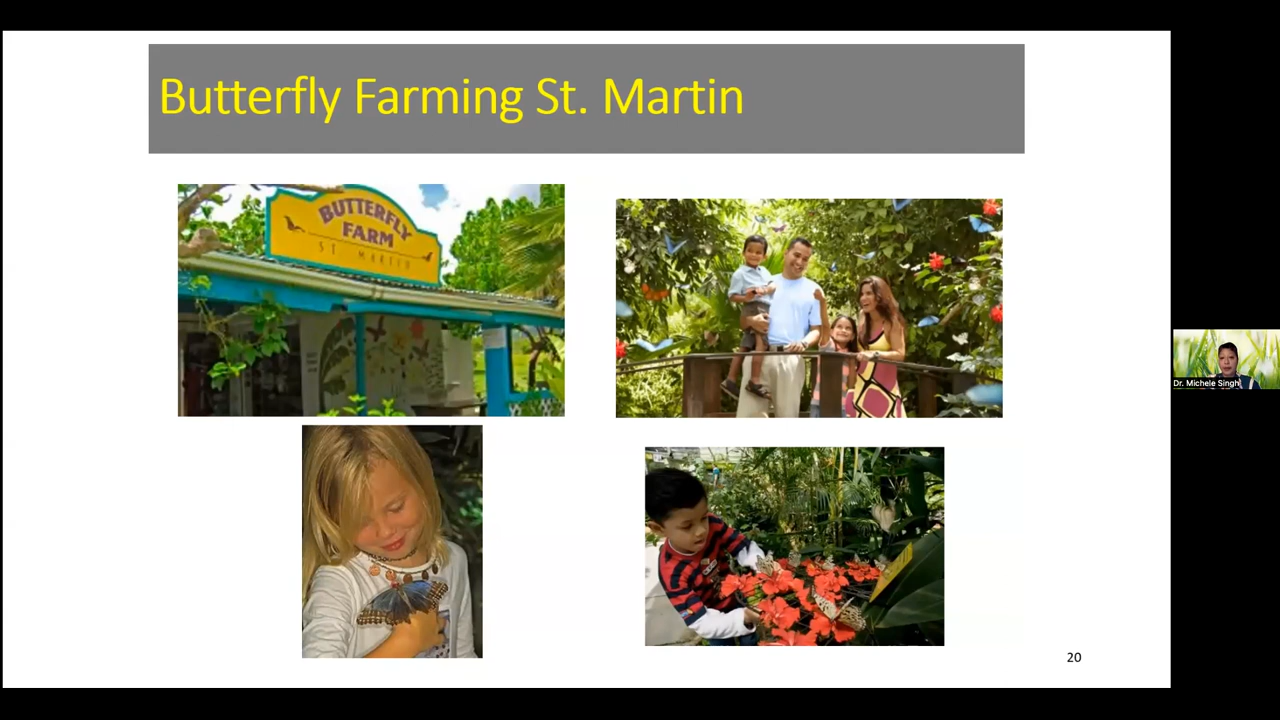 Butterfly Farming St. Martin
BUTTERFLY
FARM
ST. MARTIN
Dr. Michele Singh
20